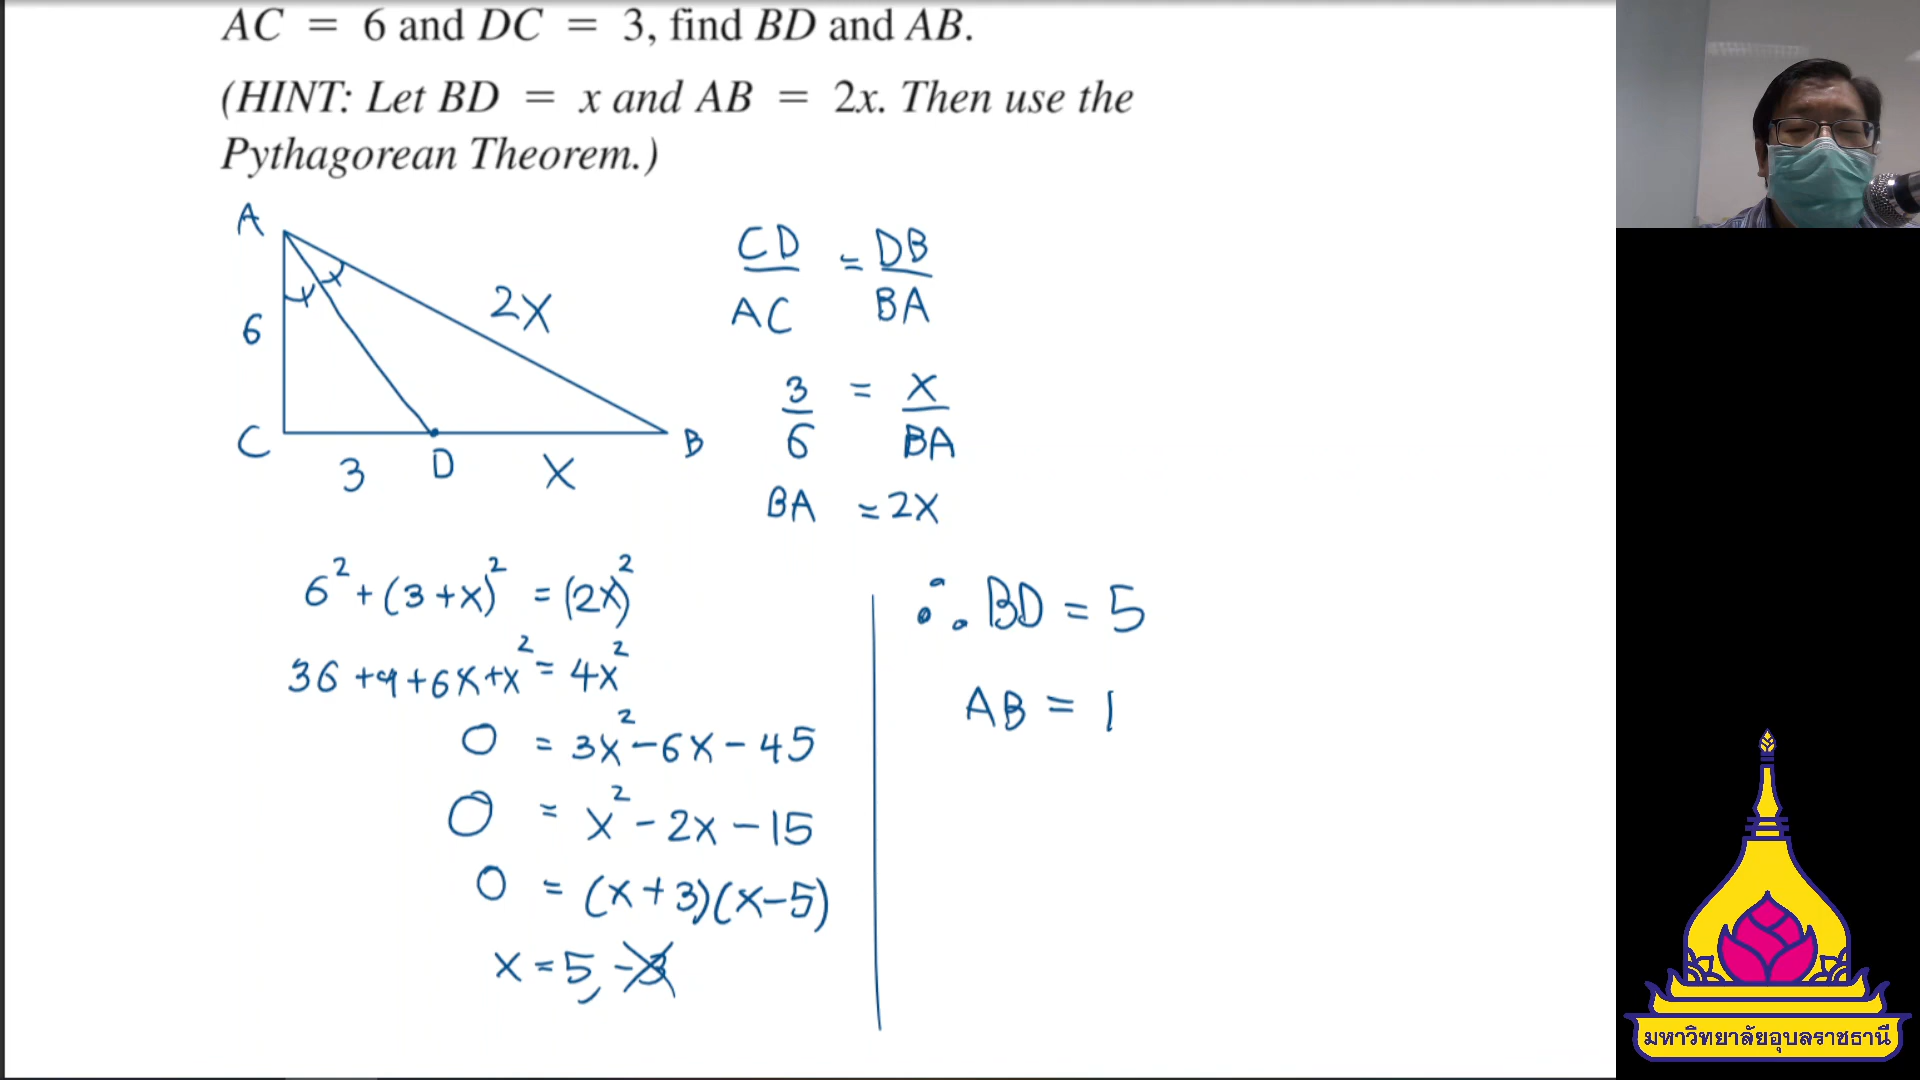 AC = 6 and DC = 3, find BD and AB.
(HINT: Let BD = x and AB = 2x. Then use the
Pythagorean Theorem.)
A
6
2X
C
3
D
X
B
CD/AC = DB/BA
3/6 = X/BA
BA = 2X
6² + (3+x)² = (2x)²
36 + 9 + 6x + x² = 4x²
0 = 3x² - 6x - 45
0 = x² - 2x - 15
0 = (x+3)(x-5)
x = 5, -3
∴ BD = 5
AB = 1
มหาวิทยาลัยอุบลราชธานี